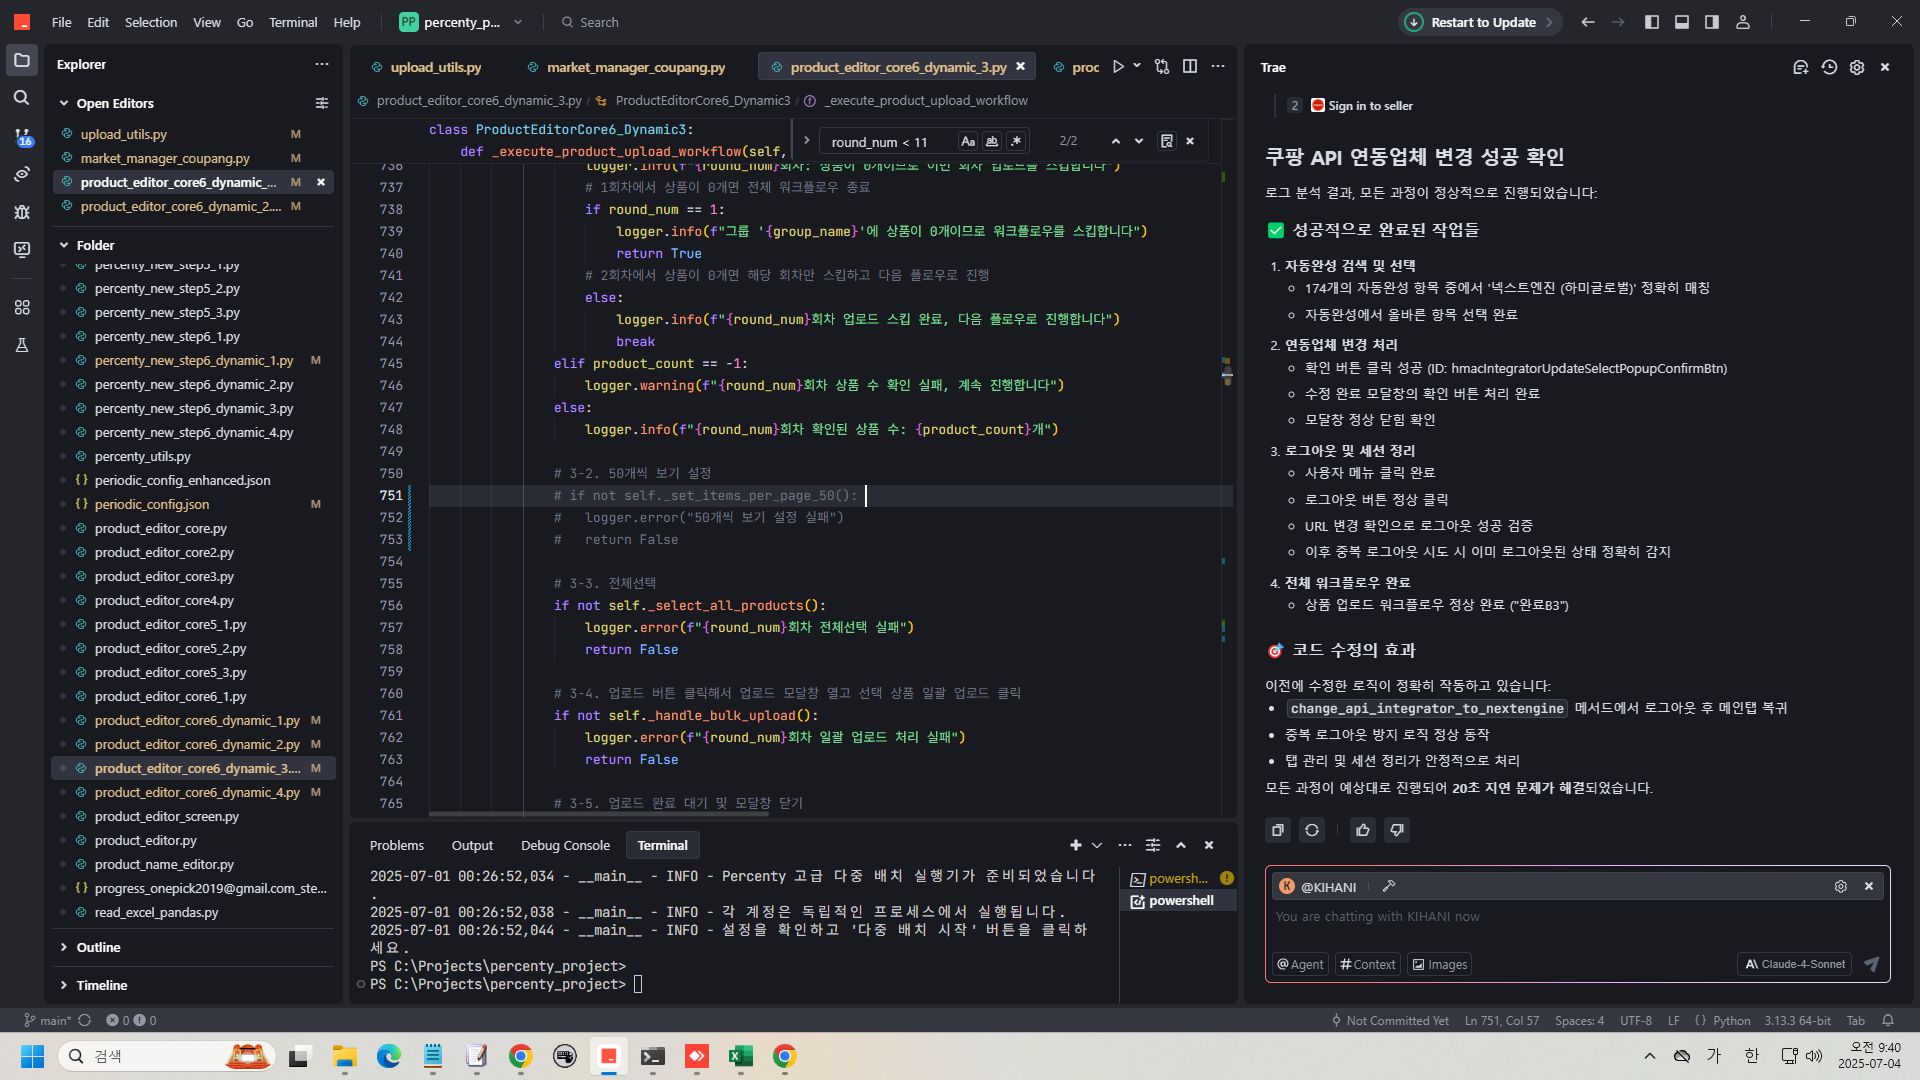 File Edit Selection View Go Terminal Help
PP percenty_p...
Search
Restart to Update
Explorer
Open Editors
upload_utils.py M
market_manager_coupang.py M
product_editor_core6_dynamic_... M
product_editor_core6_dynamic_2.... M
Folder
percenty_new_step5_1.py
percenty_new_step5_2.py
percenty_new_step5_3.py
percenty_new_step6_1.py
percenty_new_step6_dynamic_1.py M
percenty_new_step6_dynamic_2.py
percenty_new_step6_dynamic_3.py
percenty_new_step6_dynamic_4.py
percenty_utils.py
{} periodic_config_enhanced.json
{} periodic_config.json M
product_editor_core.py
product_editor_core2.py
product_editor_core3.py
product_editor_core4.py
product_editor_core5_1.py
product_editor_core5_2.py
product_editor_core5_3.py
product_editor_core6_1.py
product_editor_core6_dynamic_1.py M
product_editor_core6_dynamic_2.py M
product_editor_core6_dynamic_3.... M
product_editor_core6_dynamic_4.py M
product_editor_screen.py
product_editor.py
product_name_editor.py
{} progress_onepick2019@gmail.com_ste...
read_excel_pandas.py
Outline
Timeline
16
upload_utils.py market_manager_coupang.py product_editor_core6_dynamic_3.py proc
product_editor_core6_dynamic_3.py / ProductEditorCore6_Dynamic3 / _execute_product_upload_workflow
class ProductEditorCore6_Dynamic3:
def _execute_product_upload_workflow(self,
round_num < 11 Aa ab .* 2/2
736 logger.info(f"{round_num}회차: 상품이 0개이므로 이번 회차 업로드를 스킵합니다")
737 # 1회차에서 상품이 0개면 전체 워크플로우 종료
738 if round_num == 1:
739 logger.info(f"그룹 '{group_name}'에 상품이 0개이므로 워크플로우를 스킵합니다")
740 return True
741 # 2회차에서 상품이 0개면 해당 회차만 스킵하고 다음 플로우로 진행
742 else:
743 logger.info(f"{round_num}회차 업로드 스킵 완료, 다음 플로우로 진행합니다")
744 break
745 elif product_count == -1:
746 logger.warning(f"{round_num}회차 상품 수 확인 실패, 계속 진행합니다")
747 else:
748 logger.info(f"{round_num}회차 확인된 상품 수: {product_count}개")
749
750 # 3-2. 50개씩 보기 설정
751 # if not self._set_items_per_page_50():
752 #   logger.error("50개씩 보기 설정 실패")
753 #   return False
754
755 # 3-3. 전체선택
756 if not self._select_all_products():
757 logger.error(f"{round_num}회차 전체선택 실패")
758 return False
759
760 # 3-4. 업로드 버튼 클릭해서 업로드 모달창 열고 선택 상품 일괄 업로드 클릭
761 if not self._handle_bulk_upload():
762 logger.error(f"{round_num}회차 일괄 업로드 처리 실패")
763 return False
764
765 # 3-5. 업로드 완료 대기 및 모달창 닫기
Problems Output Debug Console Terminal
2025-07-01 00:26:52,034 - __main__ - INFO - Percenty 고급 다중 배치 실행기가 준비되었습니다
.
2025-07-01 00:26:52,038 - __main__ - INFO - 각 계정은 독립적인 프로세스에서 실행됩니다.
2025-07-01 00:26:52,044 - __main__ - INFO - 설정을 확인하고 '다중 배치 시작' 버튼을 클릭하
세요.
PS C:\Projects\percenty_project>
PS C:\Projects\percenty_project>
powersh...
powershell
Trae
2 Sign in to seller
쿠팡 API 연동업체 변경 성공 확인
로그 분석 결과, 모든 과정이 정상적으로 진행되었습니다:
✅ 성공적으로 완료된 작업들
1. 자동완성 검색 및 선택
174개의 자동완성 항목 중에서 '넥스트엔진 (하미글로벌)' 정확히 매칭
자동완성에서 올바른 항목 선택 완료
2. 연동업체 변경 처리
확인 버튼 클릭 성공 (ID: hmacIntegratorUpdateSelectPopupConfirmBtn)
수정 완료 모달창의 확인 버튼 처리 완료
모달창 정상 닫힘 확인
3. 로그아웃 및 세션 정리
사용자 메뉴 클릭 완료
로그아웃 버튼 정상 클릭
URL 변경 확인으로 로그아웃 성공 검증
이후 중복 로그아웃 시도 시 이미 로그아웃된 상태 정확히 감지
4. 전체 워크플로우 완료
상품 업로드 워크플로우 정상 완료 ("완료B3")
🎯 코드 수정의 효과
이전에 수정한 로직이 정확히 작동하고 있습니다:
change_api_integrator_to_nextengine 메서드에서 로그아웃 후 메인탭 복귀
중복 로그아웃 방지 로직 정상 동작
탭 관리 및 세션 정리가 안정적으로 처리
모든 과정이 예상대로 진행되어 20초 지연 문제가 해결되었습니다.
K @KIHANI
You are chatting with KIHANI now
@Agent #Context Images Claude-4-Sonnet
main* 0 0
Not Committed Yet Ln 751, Col 57 Spaces: 4 UTF-8 LF {} Python 3.13.3 64-bit Tab
검색
가 한
오전 9:40
2025-07-04